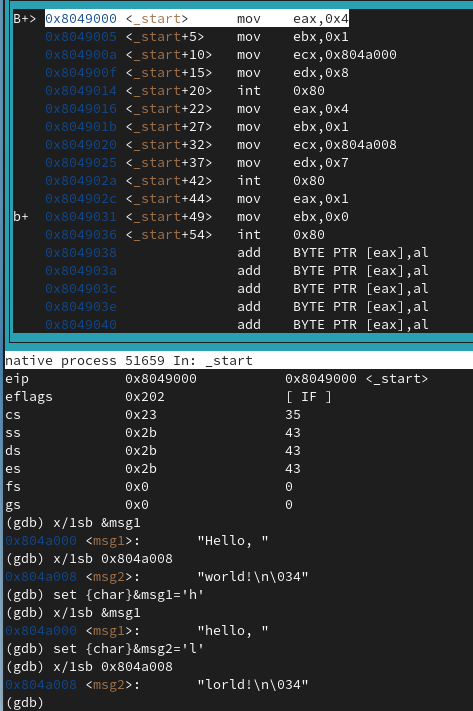 B+> 0x8049000 <_start> mov eax,0x4
0x8049005 <_start+5> mov ebx,0x1
0x804900a <_start+10> mov ecx,0x804a000
0x804900f <_start+15> mov edx,0x8
0x8049014 <_start+20> int 0x80
0x8049016 <_start+22> mov eax,0x4
0x804901b <_start+27> mov ebx,0x1
0x8049020 <_start+32> mov ecx,0x804a008
0x8049025 <_start+37> mov edx,0x7
0x804902a <_start+42> int 0x80
0x804902c <_start+44> mov eax,0x1
b+ 0x8049031 <_start+49> mov ebx,0x0
0x8049036 <_start+54> int 0x80
0x8049038 add BYTE PTR [eax],al
0x804903a add BYTE PTR [eax],al
0x804903c add BYTE PTR [eax],al
0x804903e add BYTE PTR [eax],al
0x8049040 add BYTE PTR [eax],al
native process 51659 In: _start
eip 0x8049000 0x8049000 <_start>
eflags 0x202 [ IF ]
cs 0x23 35
ss 0x2b 43
ds 0x2b 43
es 0x2b 43
fs 0x0 0
gs 0x0 0
(gdb) x/1sb &msg1
0x804a000 <msg1>: "Hello, "
(gdb) x/1sb 0x804a008
0x804a008 <msg2>: "world!\n\034"
(gdb) set {char}&msg1='h'
(gdb) x/1sb &msg1
0x804a000 <msg1>: "hello, "
(gdb) set {char}&msg2='l'
(gdb) x/1sb 0x804a008
0x804a008 <msg2>: "lorld!\n\034"
(gdb)